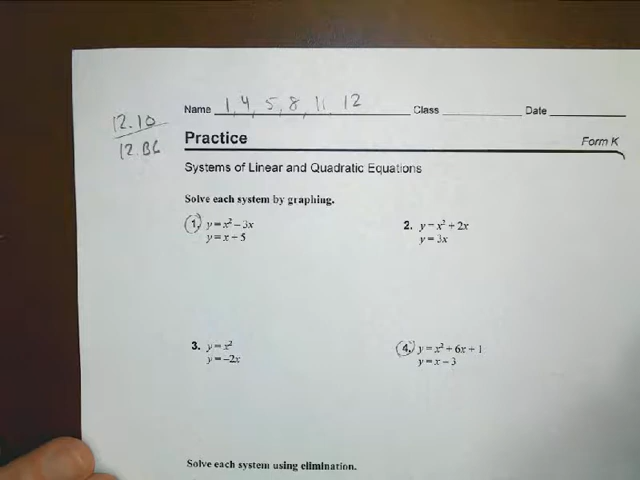 Name 1, 4, 5, 8, 11, 12 Class Date
12.10
Practice Form K
Systems of Linear and Quadratic Equations
Solve each system by graphing.
1. y = x² − 3x
y = x + 5
2. y = x² + 2x
y = 3x
3. y = x²
y = −2x
4. y = x² + 6x + 1
y = x − 3
Solve each system using elimination.